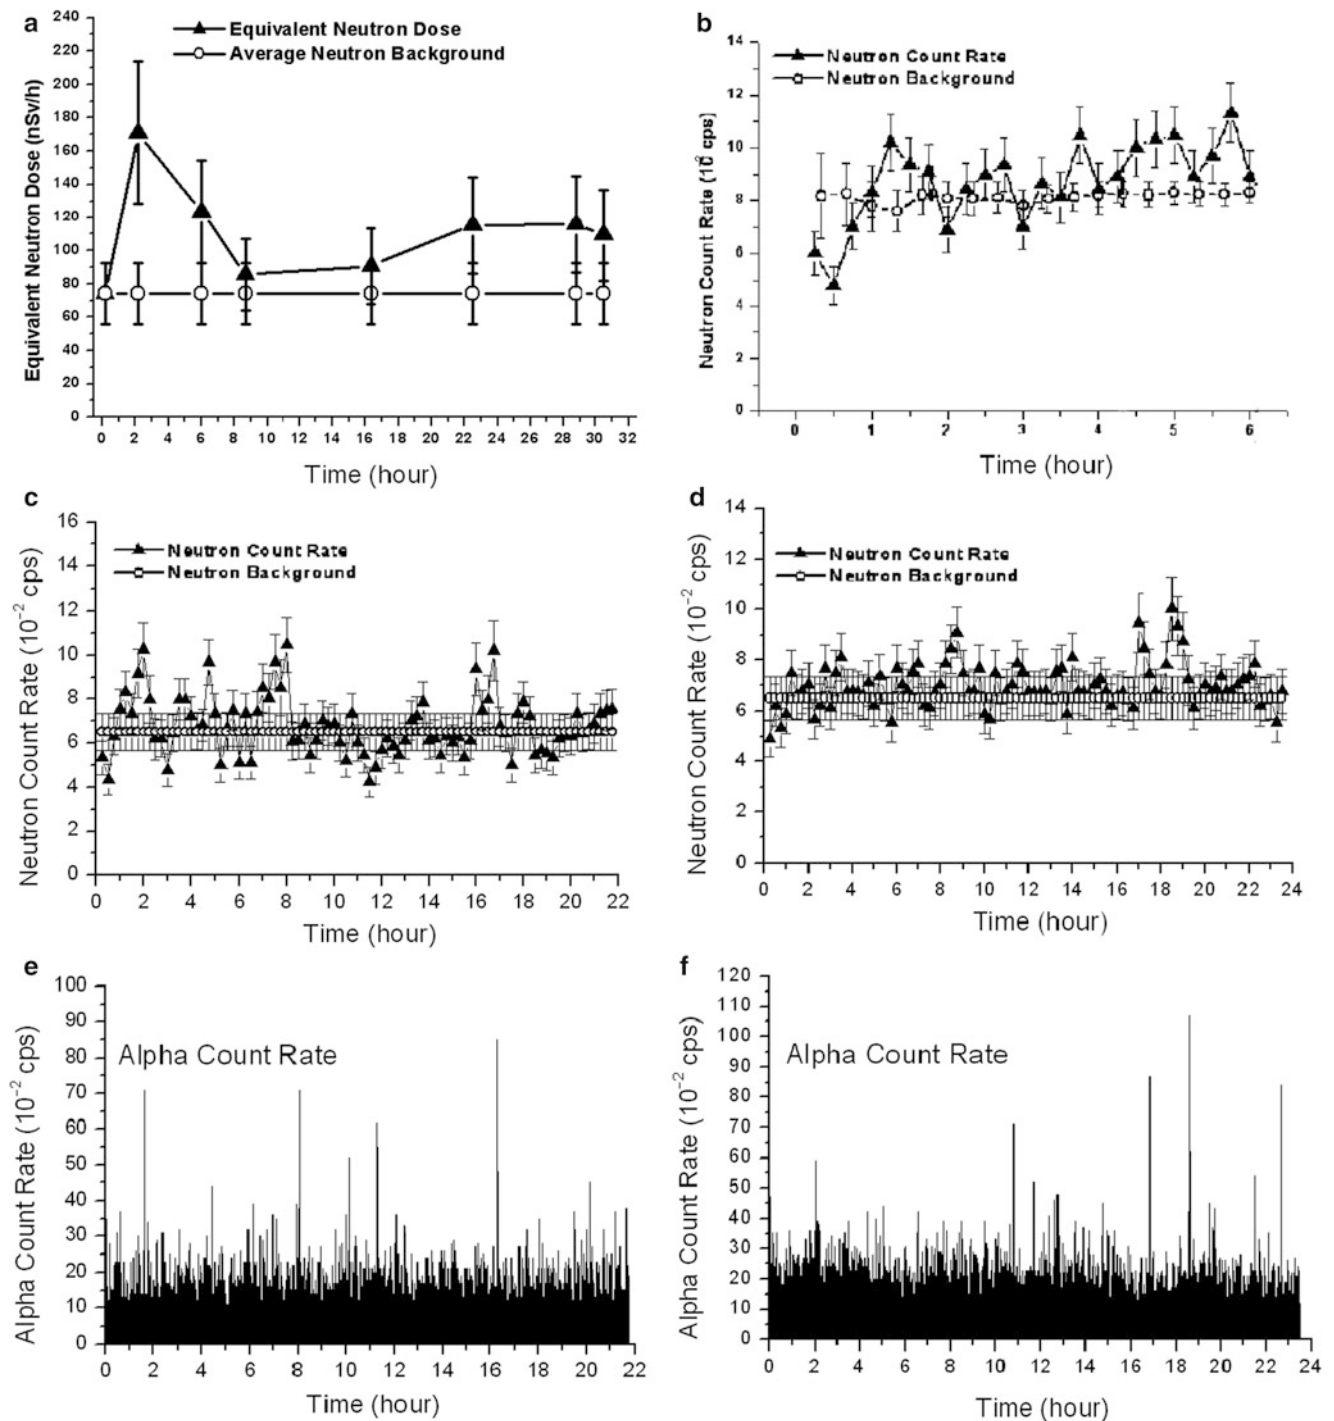 a
240
220
200
180
160
140
120
100
80
60
40
20
0
Equivalent Neutron Dose (nSv/h)
Equivalent Neutron Dose
Average Neutron Background
0 2 4 6 8 10 12 14 16 18 20 22 24 26 28 30 32
Time (hour)
b
14
12
10
8
6
4
2
0
Neutron Count Rate (10² cps)
Neutron Count Rate
Neutron Background
0 1 2 3 4 5 6
Time (hour)
c
16
14
12
10
8
6
4
2
0
Neutron Count Rate (10⁻² cps)
Neutron Count Rate
Neutron Background
0 2 4 6 8 10 12 14 16 18 20 22
Time (hour)
d
14
12
10
8
6
4
2
0
Neutron Count Rate (10⁻² cps)
Neutron Count Rate
Neutron Background
0 2 4 6 8 10 12 14 16 18 20 22 24
Time (hour)
e
100
90
80
70
60
50
40
30
20
10
0
Alpha Count Rate (10⁻² cps)
Alpha Count Rate
0 2 4 6 8 10 12 14 16 18 20 22
Time (hour)
f
120
110
100
90
80
70
60
50
40
30
20
10
0
Alpha Count Rate (10⁻² cps)
Alpha Count Rate
0 2 4 6 8 10 12 14 16 18 20 22 24
Time (hour)